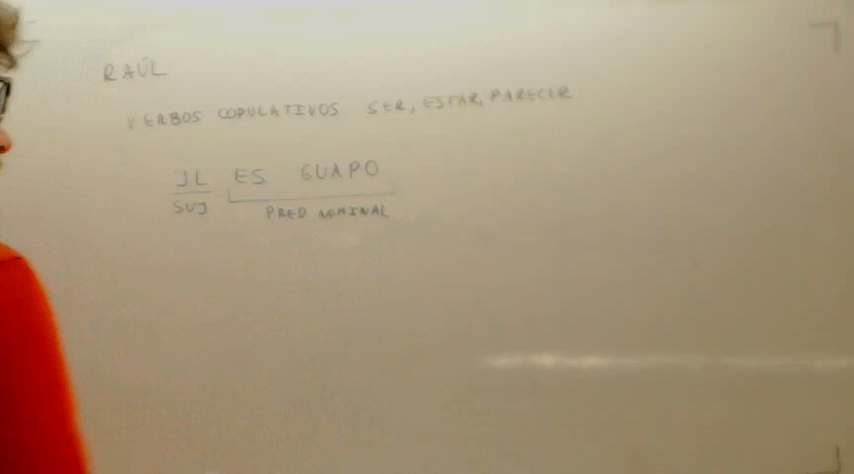 RAÚL
VERBOS COPULATIVOS SER, ESTAR, PARECER
JL ES GUAPO
SUJ PRED NOMINAL